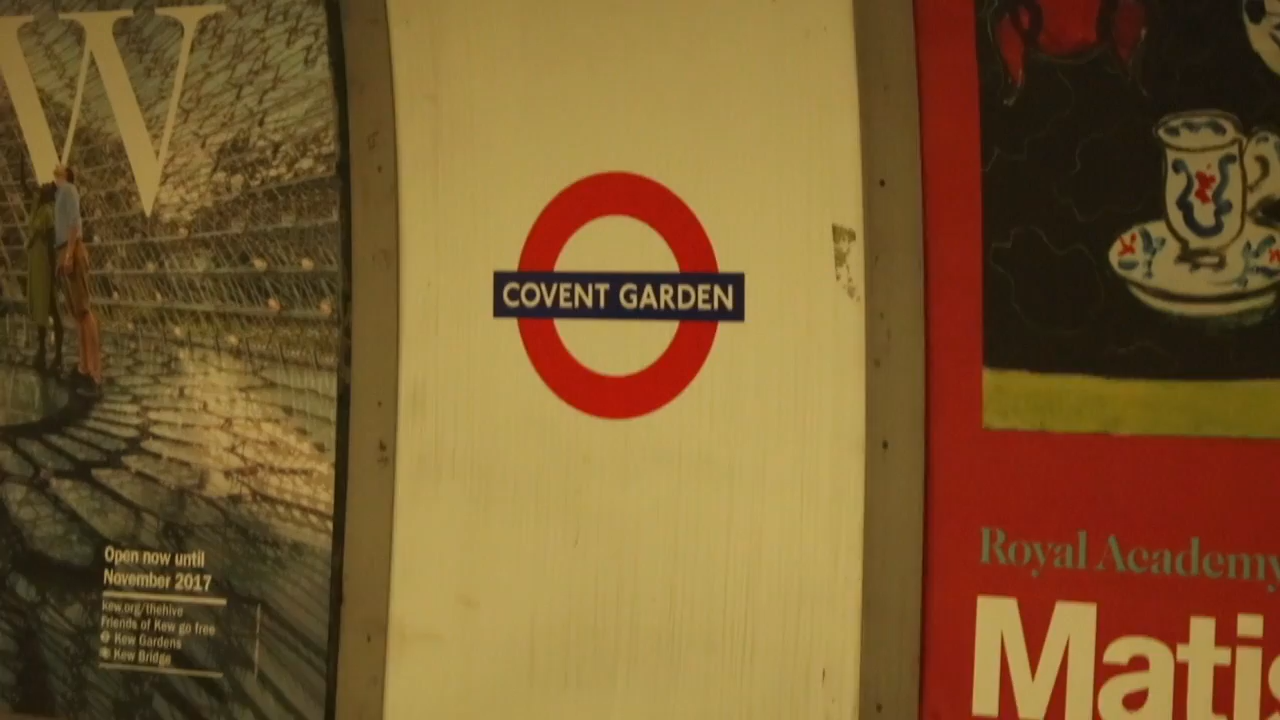 W
Open now until
November 2017
kew.org/thehive
Friends of Kew go free
Kew Gardens
Kew Bridge
COVENT GARDEN
Royal Academy
Matis